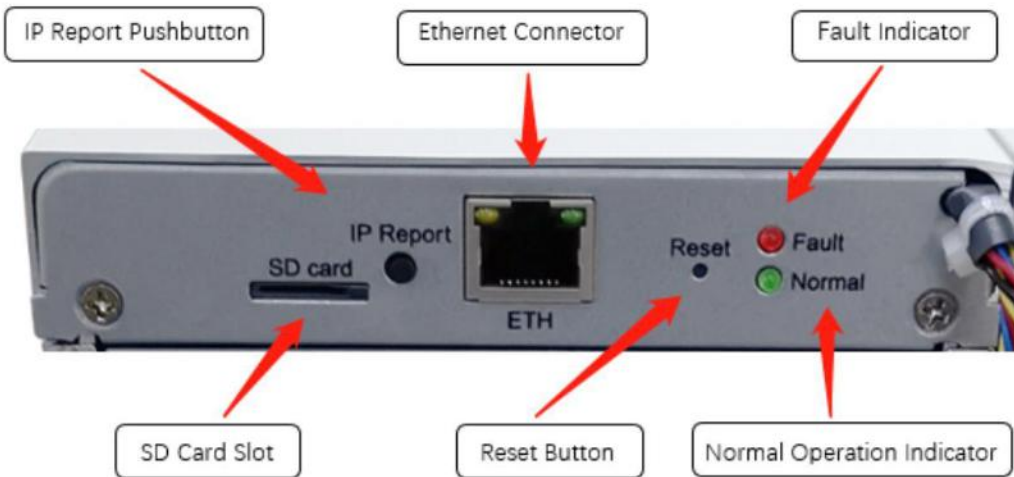 IP Report Pushbutton
Ethernet Connector
Fault Indicator
IP Report
SD card
ETH
Reset
Fault
Normal
SD Card Slot
Reset Button
Normal Operation Indicator